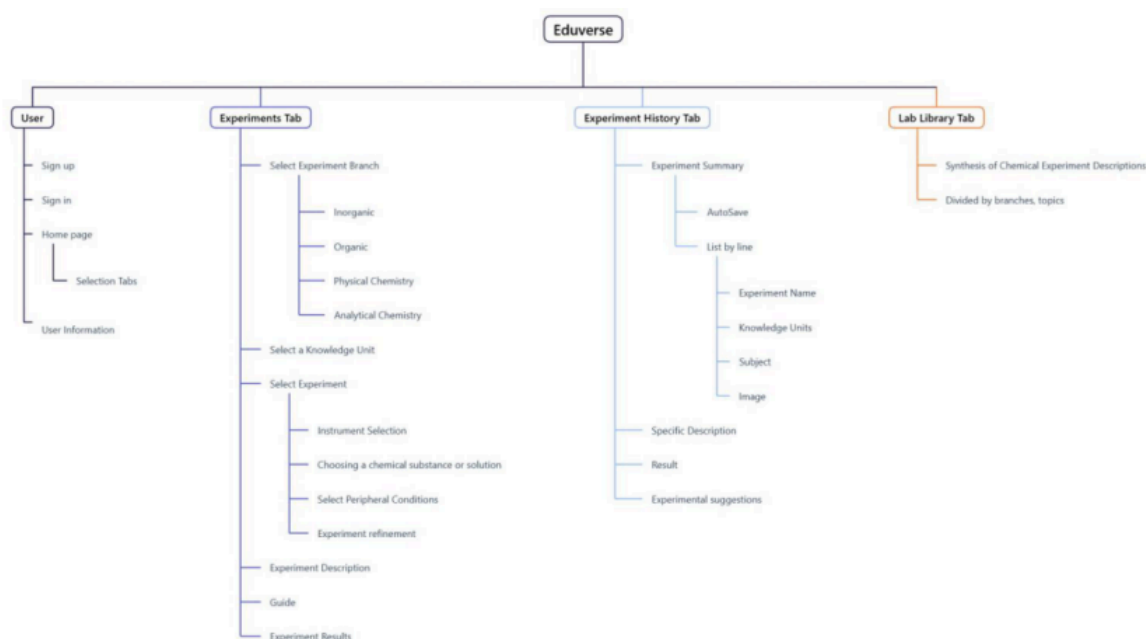 Eduverse
User
Sign up
Sign in
Home page
Selection Tabs
User Information
Experiments Tab
Select Experiment Branch
Inorganic
Organic
Physical Chemistry
Analytical Chemistry
Select a Knowledge Unit
Select Experiment
Instrument Selection
Choosing a chemical substance or solution
Select Peripheral Conditions
Experiment refinement
Experiment Description
Guide
Experiment Results
Experiment History Tab
Experiment Summary
AutoSave
List by line
Experiment Name
Knowledge Units
Subject
Image
Specific Description
Result
Experimental suggestions
Lab Library Tab
Synthesis of Chemical Experiment Descriptions
Divided by branches, topics